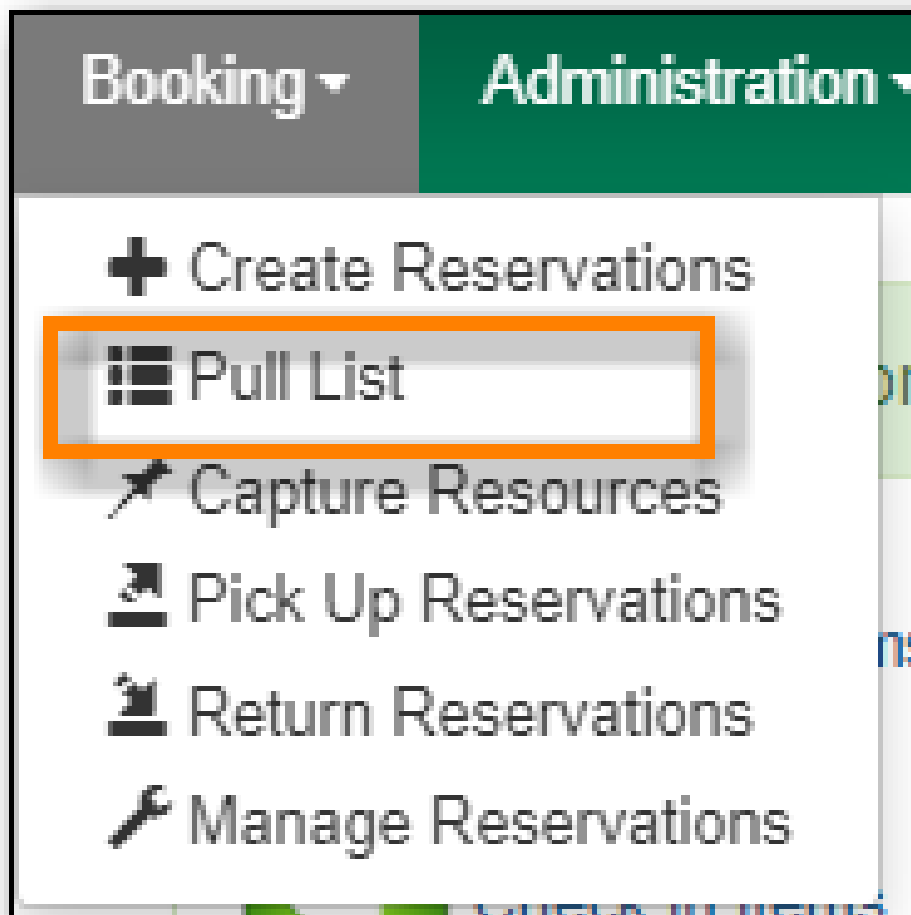 Booking Administration
Create Reservations
Pull List
Capture Resources
Pick Up Reservations
Return Reservations
Manage Reservations